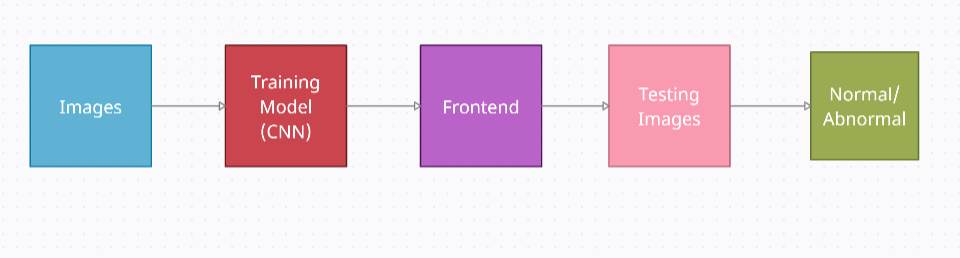 Images
Training
Model
(CNN)
Frontend
Testing
Images
Normal/
Abnormal